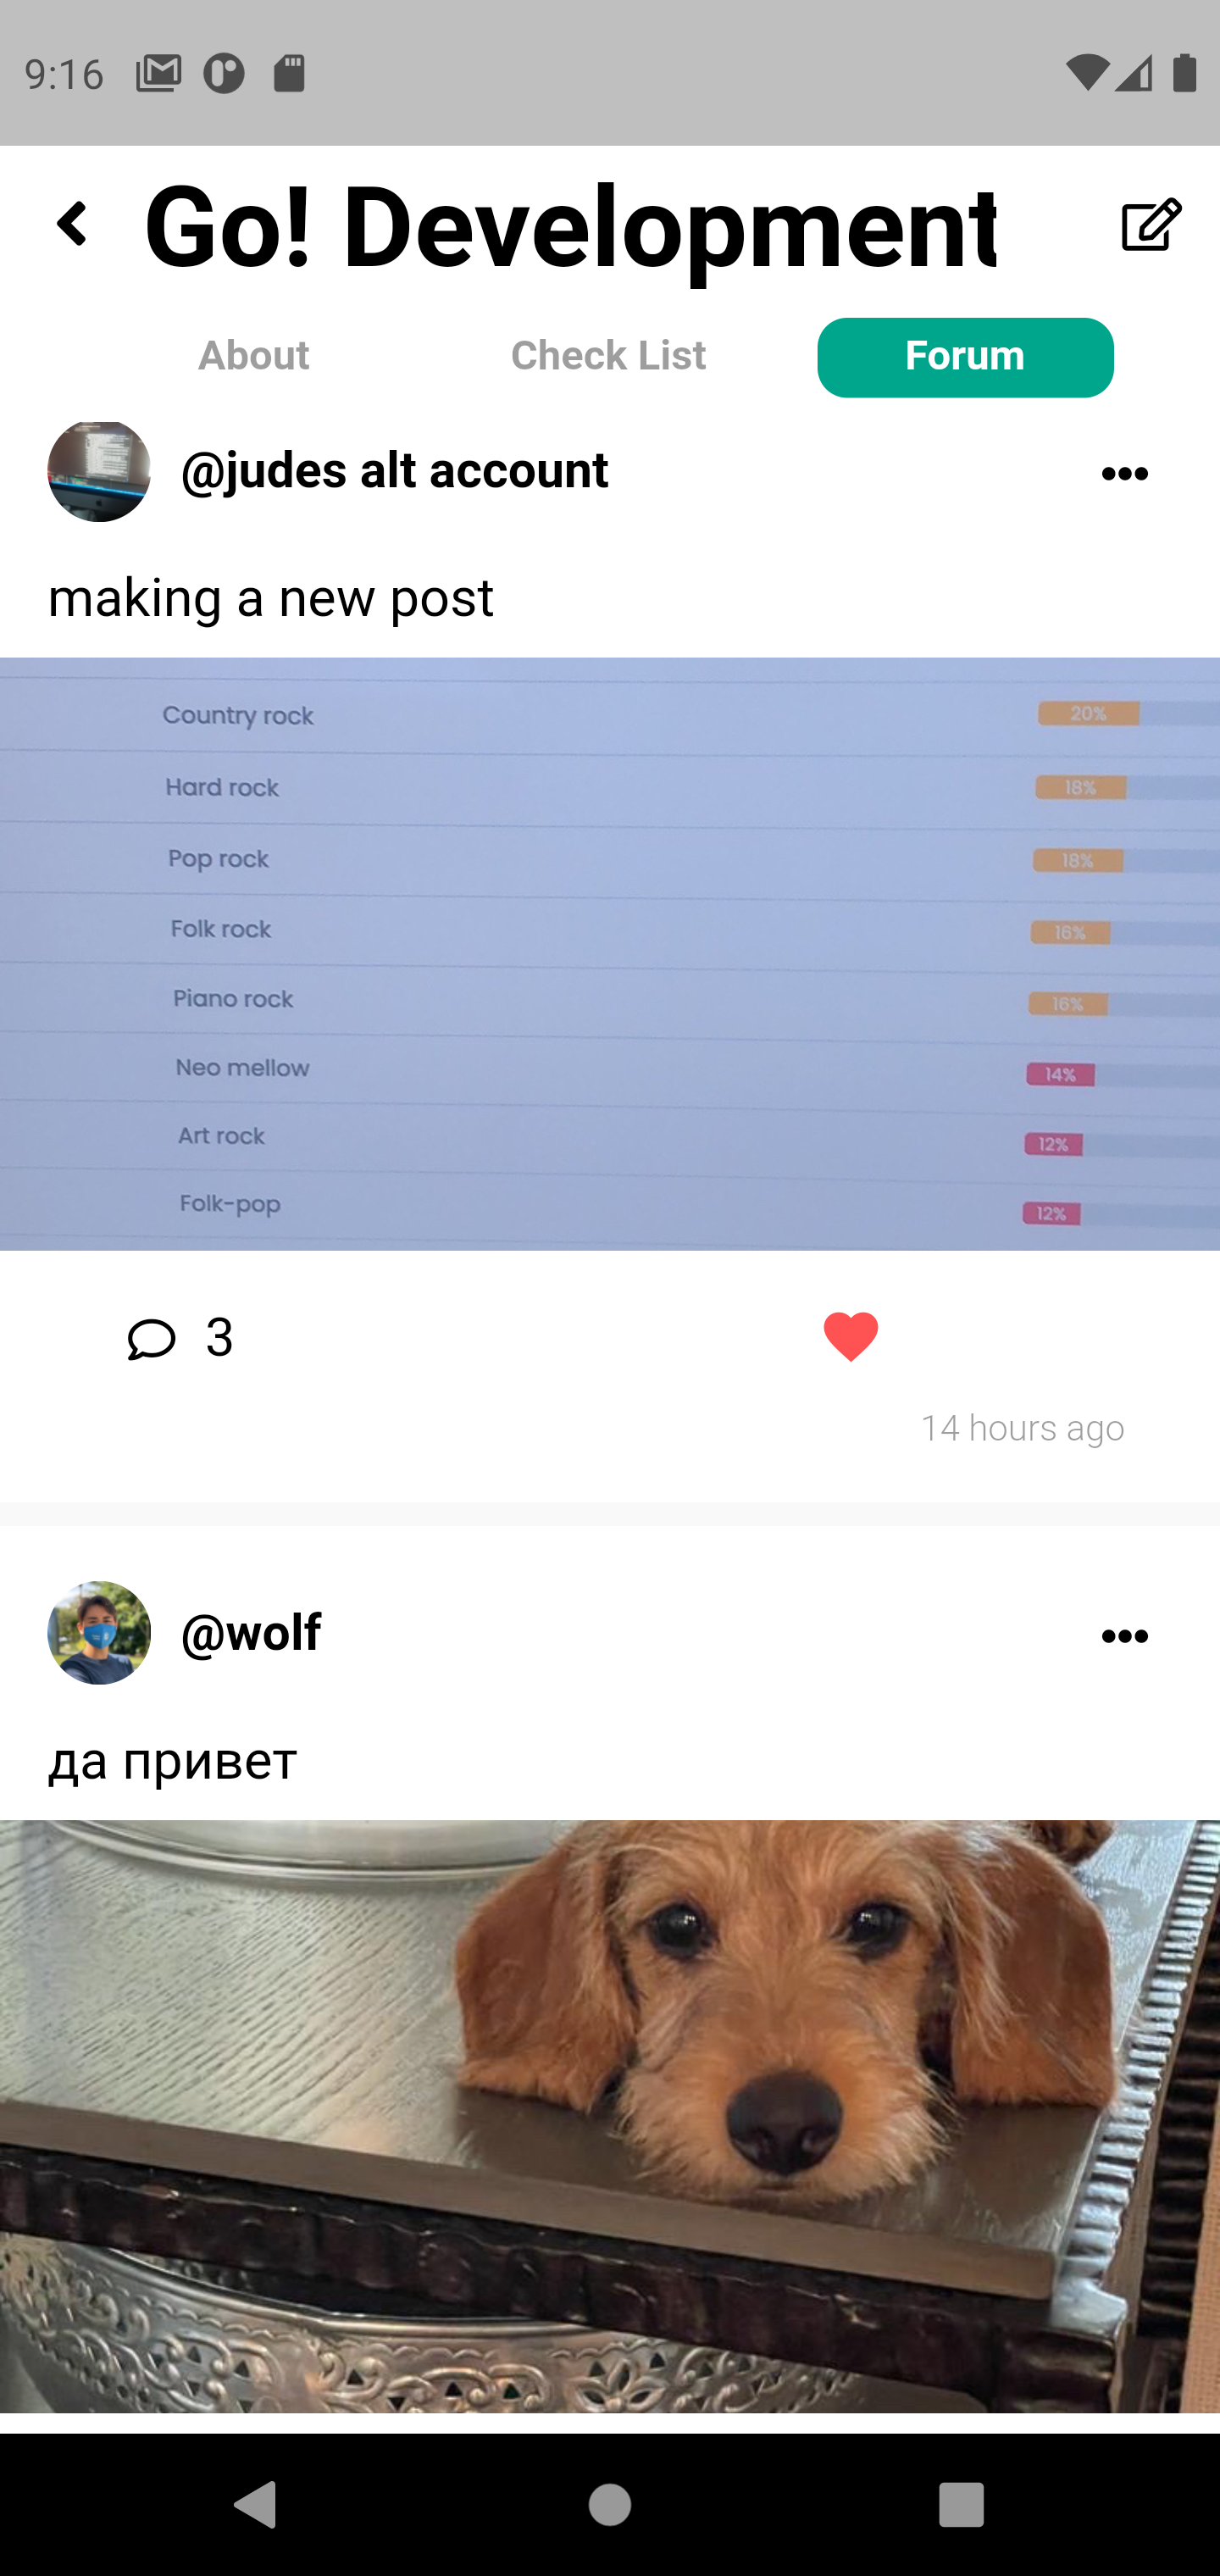 9:16
Go! Development
About Check List Forum
@judes alt account
making a new post
Country rock 20%
Hard rock 18%
Pop rock 18%
Folk rock 16%
Piano rock 16%
Neo mellow 14%
Art rock 12%
Folk-pop 12%
3
14 hours ago
@wolf
да привет